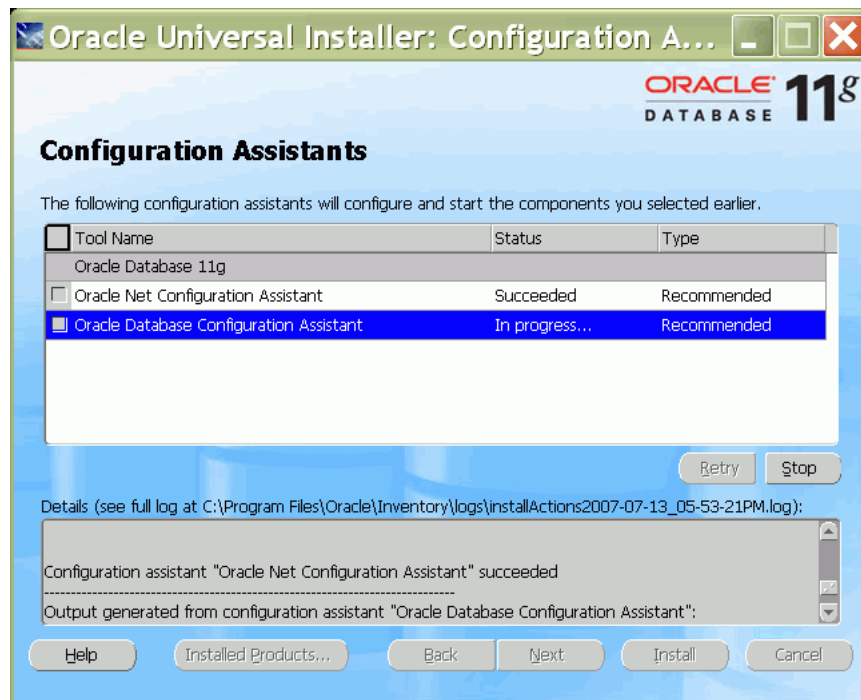 Oracle Universal Installer: Configuration A...
ORACLE
DATABASE
11g
Configuration Assistants
The following configuration assistants will configure and start the components you selected earlier.
Tool Name Status Type
Oracle Database 11g
Oracle Net Configuration Assistant Succeeded Recommended
Oracle Database Configuration Assistant In progress... Recommended
Retry Stop
Details (see full log at C:\Program Files\Oracle\Inventory\logs\installActions2007-07-13_05-53-21PM.log):
Configuration assistant "Oracle Net Configuration Assistant" succeeded
-----------------------------------------------------------------------------
Output generated from configuration assistant "Oracle Database Configuration Assistant":
Help Installed Products... Back Next Install Cancel